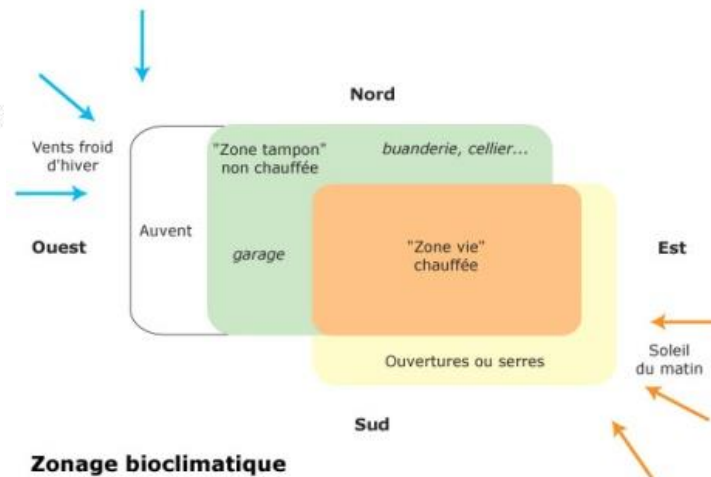 Nord
Vents froid
d'hiver
"Zone tampon"
non chauffée
buanderie, cellier...
Ouest
Auvent
garage
"Zone vie"
chauffée
Est
Ouvertures ou serres
Soleil
du matin
Sud
Zonage bioclimatique